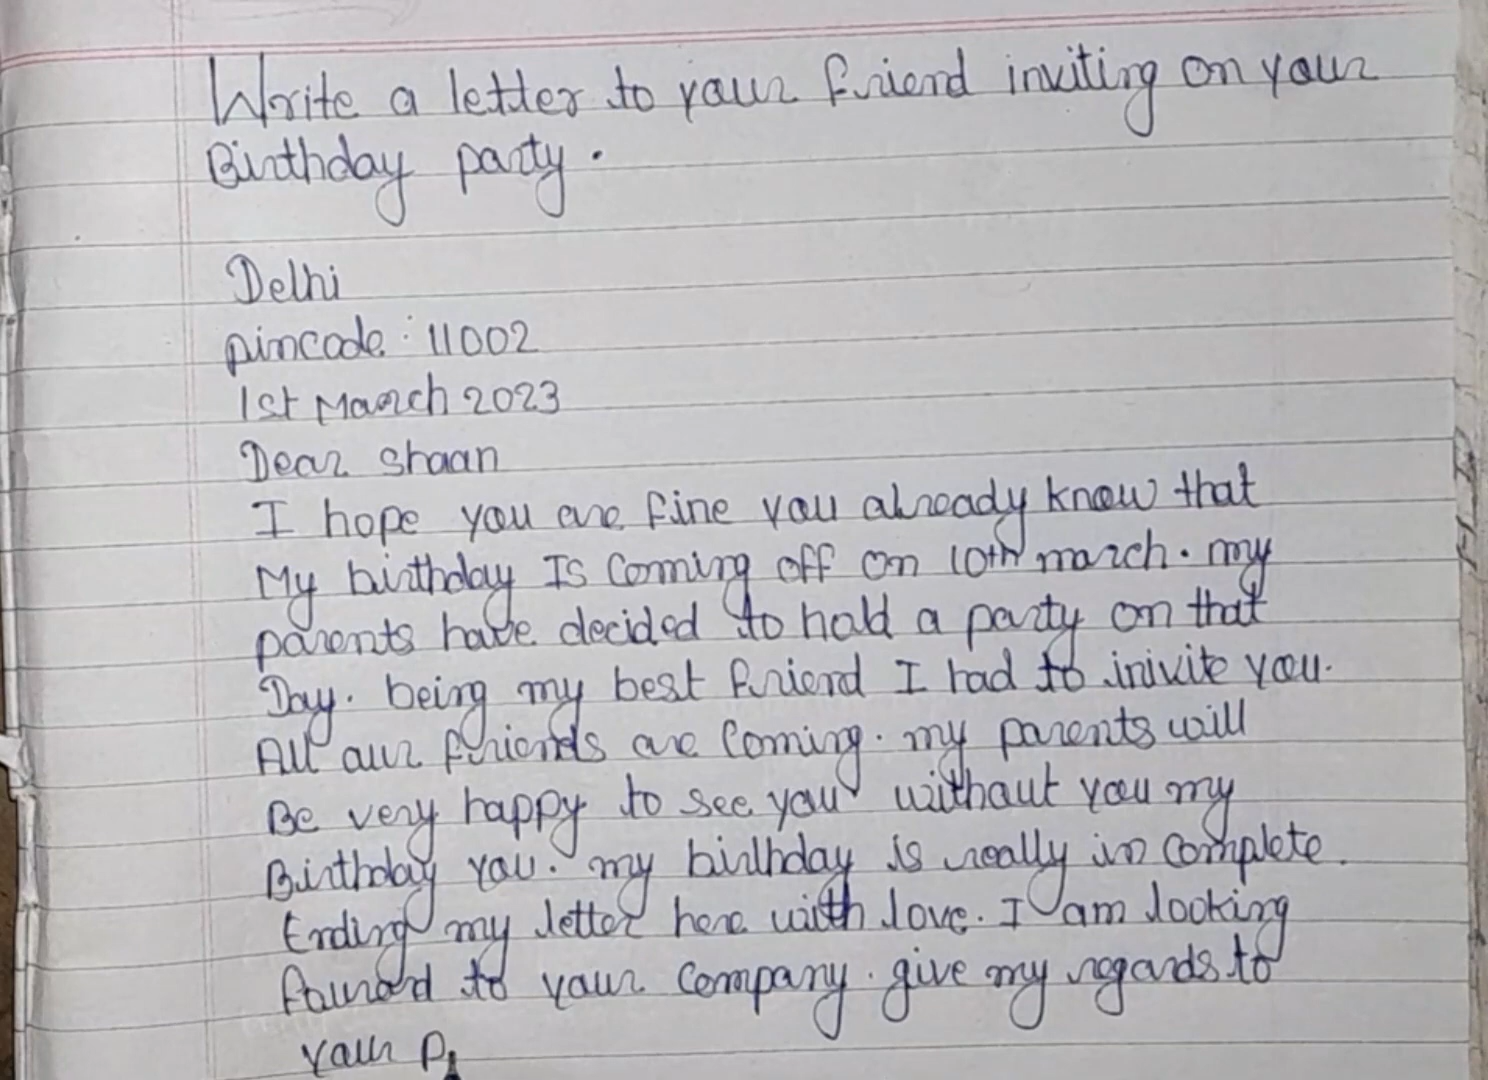 Write a letter to your friend inviting on your
Birthday party.
Delhi
pincode : 11002
1st March 2023
Dear shaan
I hope you are fine you already know that
My birthday Is Coming off on 10th march. my
parents have decided to hold a party on that
Day. being my best friend I had to inivite you.
All our friends are Coming. my parents will
Be very happy to see you without you my
Birthday you. my birthday is really in complete.
Ending my letter here with love. I am looking
fourard to your Company. give my regards to
your p